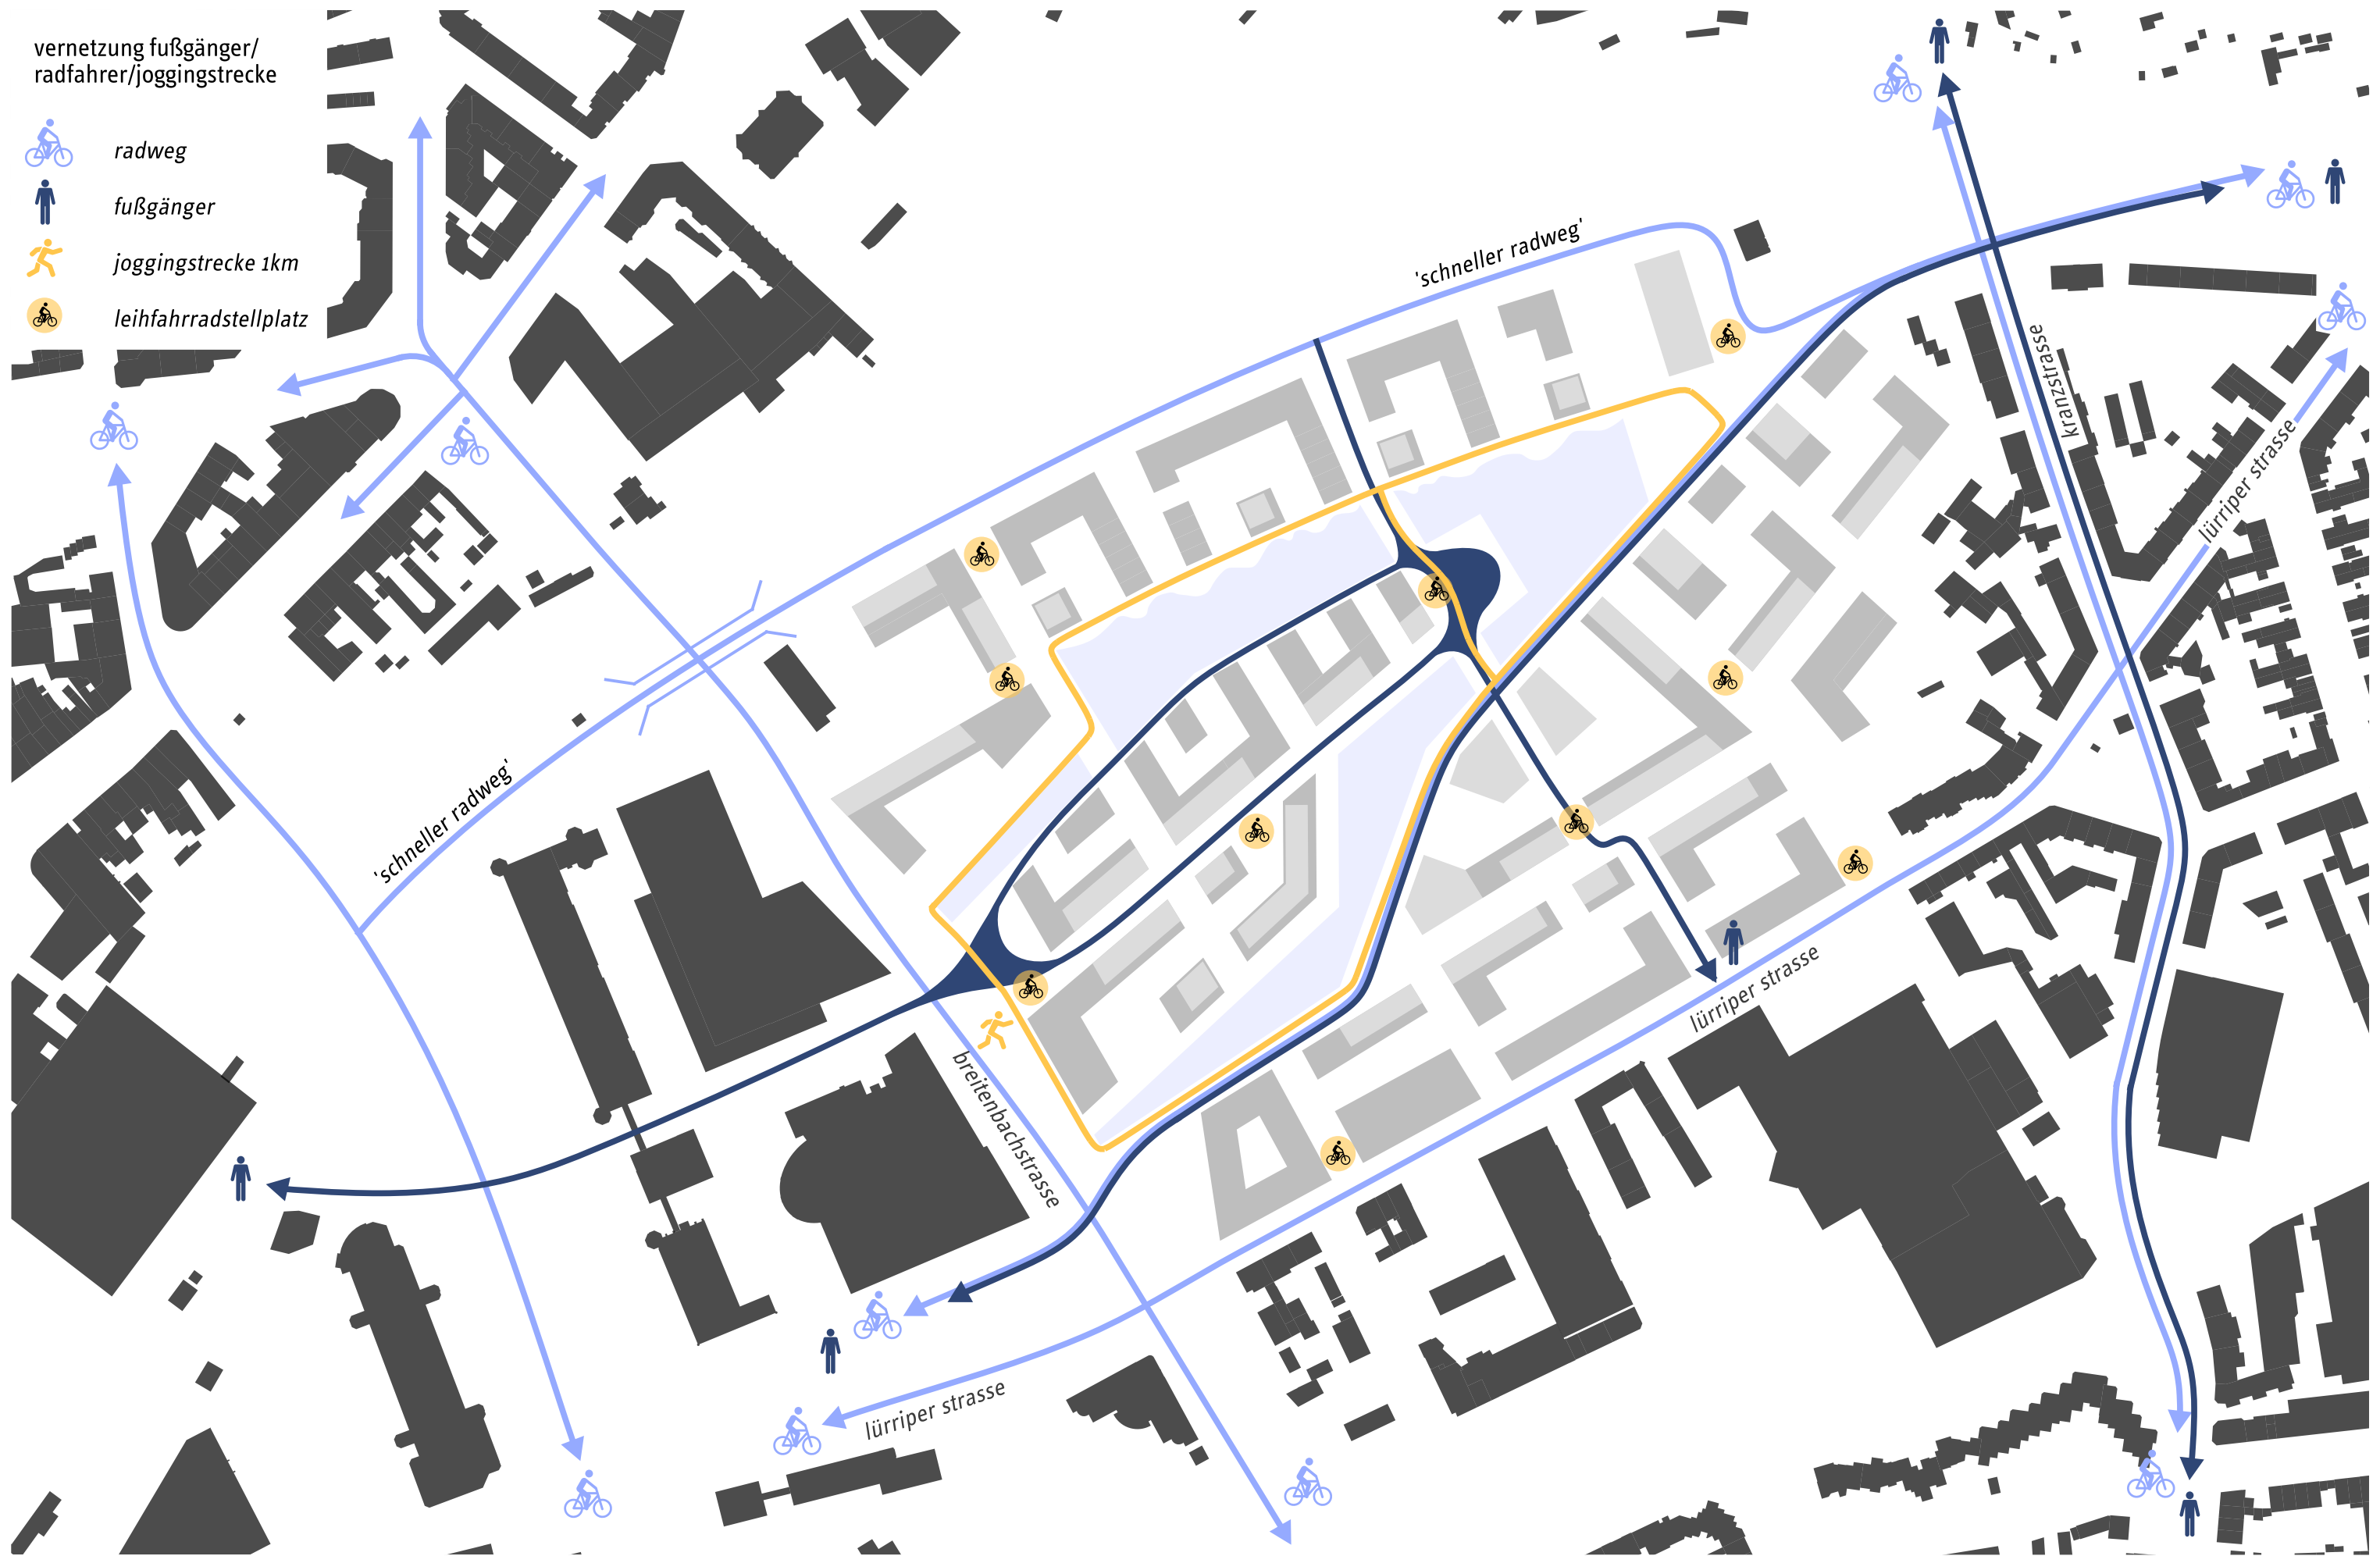 vernetzung fußgänger/
radfahrer/joggingstrecke
radweg
fußgänger
joggingstrecke 1km
leihfahrradstellplatz
'schneller radweg'
kranzstrasse
lürriper strasse
'schneller radweg'
lürriper strasse
breitenbachstrasse
lürriper strasse